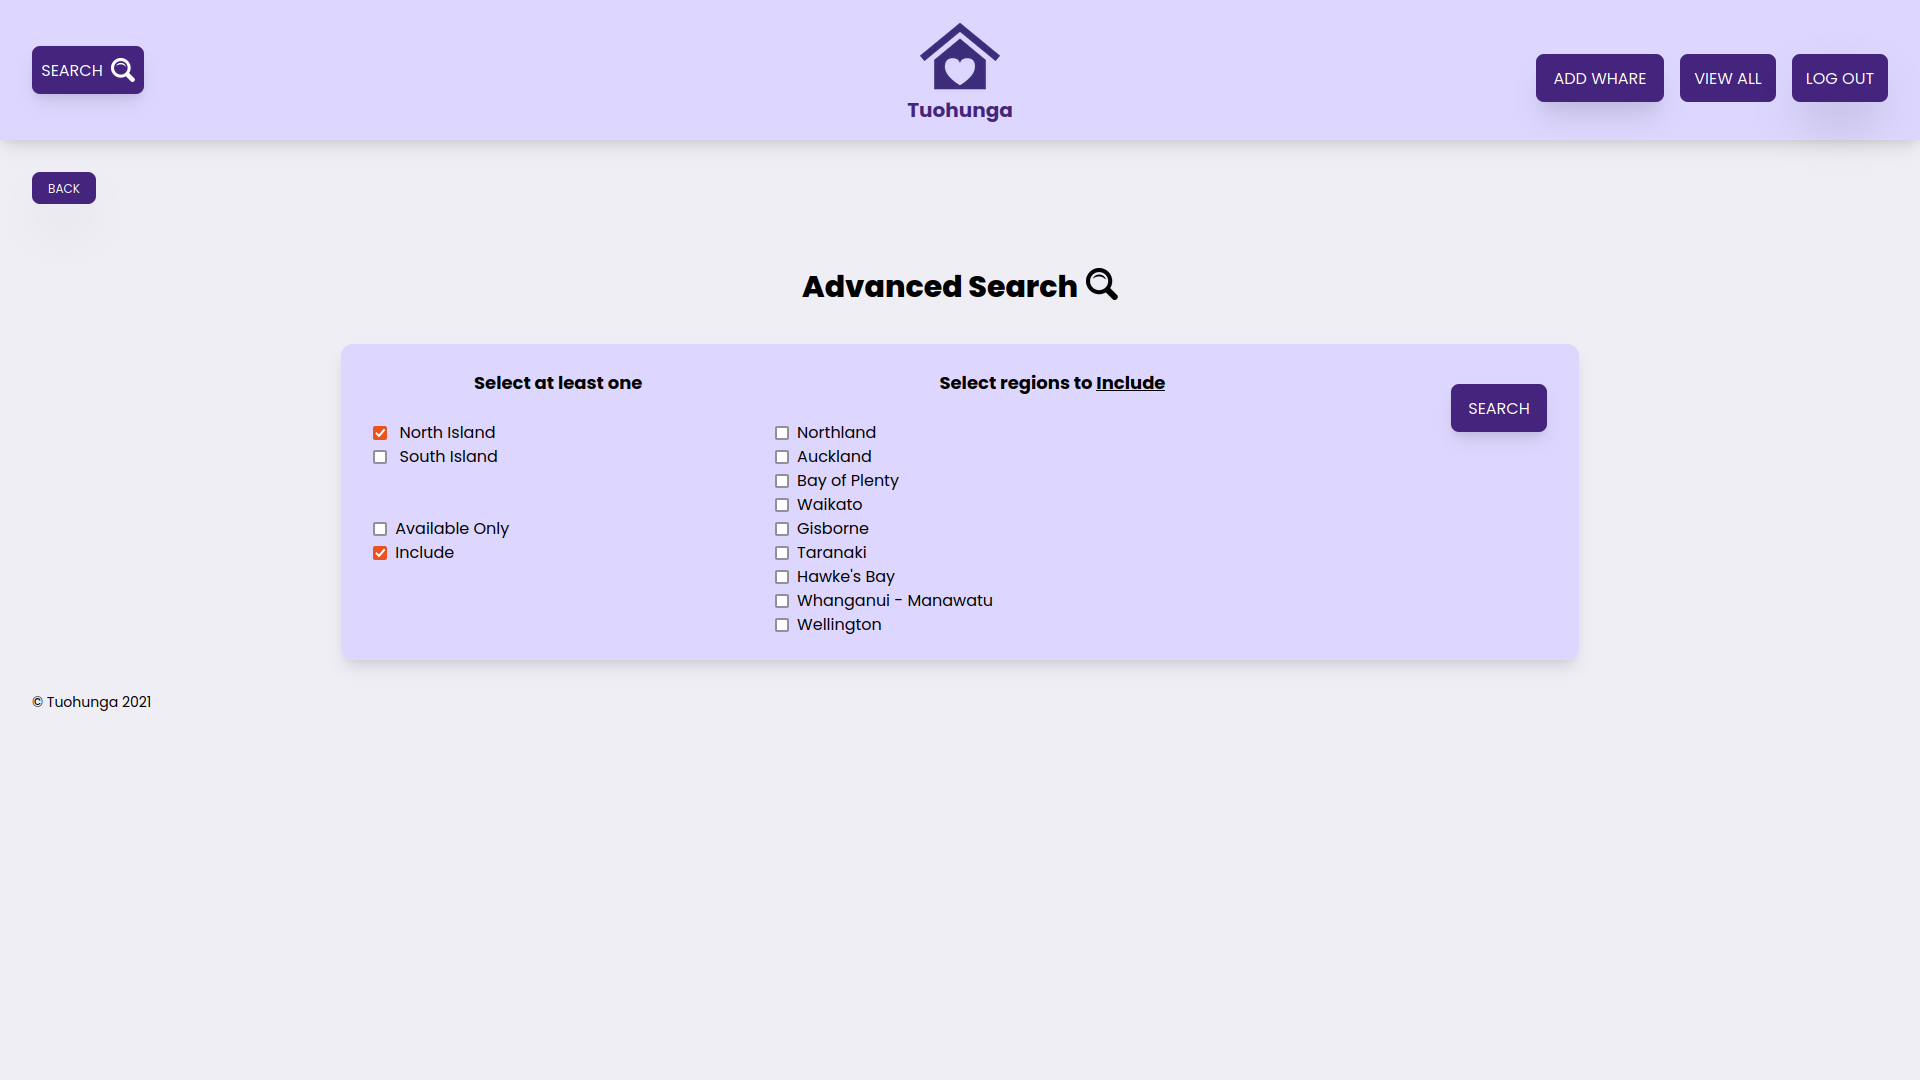 SEARCH
Tuohunga
ADD WHARE
VIEW ALL
LOG OUT
BACK
Advanced Search
Select at least one
North Island
South Island
Available Only
Include
Select regions to Include
Northland
Auckland
Bay of Plenty
Waikato
Gisborne
Taranaki
Hawke's Bay
Whanganui - Manawatu
Wellington
SEARCH
© Tuohunga 2021